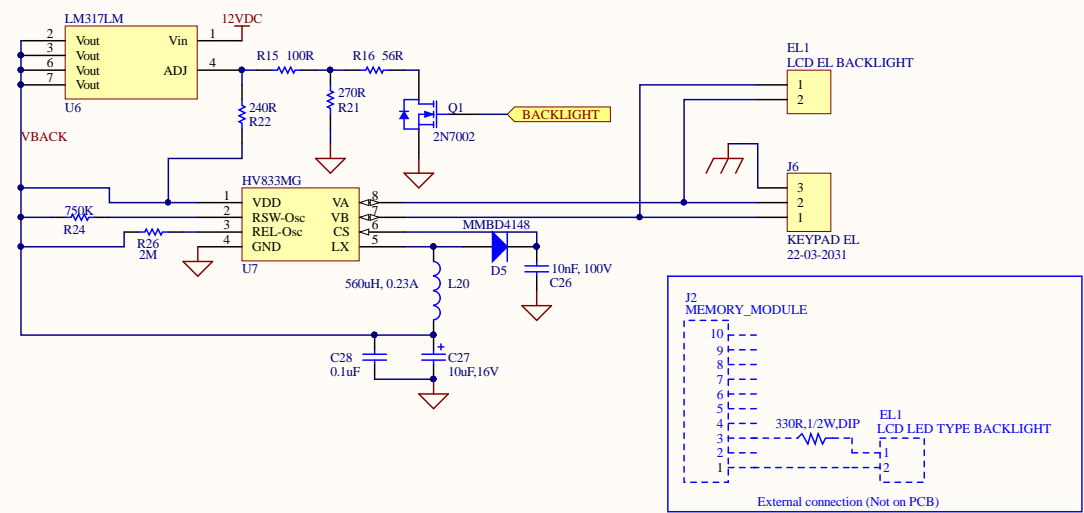 LM317LM
12VDC
2 Vout Vin 1
3 Vout
6 Vout ADJ 4
7 Vout
U6
R15 100R
R16 56R
270R
R21
240R
R22
Q1
2N7002
BACKLIGHT
VBACK
EL1
LCD EL BACKLIGHT
1
2
J6
3
2
1
KEYPAD EL
22-03-2031
HV833MG
1 VDD VA 8
2 RSW-Osc VB 7
3 REL-Osc CS 6
4 GND LX 5
U7
750K
R24
R26
2M
MMBD4148
D5
10nF, 100V
C26
560uH, 0.23A L20
C28
0.1uF
+
C27
10uF,16V
J2
MEMORY_MODULE
10
9
8
7
6
5
4
3
2
1
330R,1/2W,DIP
EL1
LCD LED TYPE BACKLIGHT
1
2
External connection (Not on PCB)